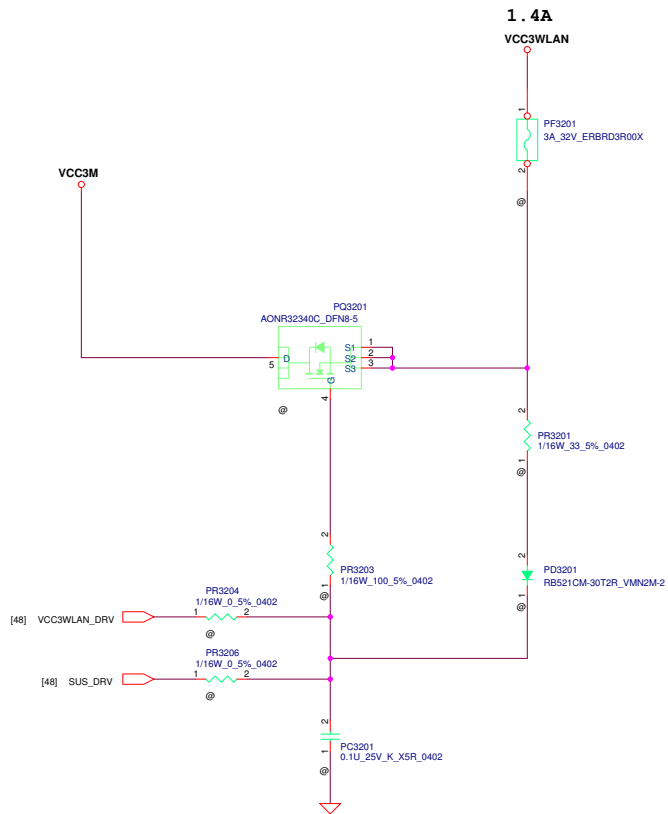 1.4A
VCC3WLAN
1
PF3201
3A_32V_ERBRD3R00X
2
@
VCC3M
PQ3201
AONR32340C_DFN8-5
D
5
S1
S2
S3
1
2
3
G
4
@
2
PR3201
1/16W_33_5%_0402
1
@
2
PR3203
1/16W_100_5%_0402
1
@
2
PD3201
RB521CM-30T2R_VMN2M-2
1
@
PR3204
1/16W_0_5%_0402
[48] VCC3WLAN_DRV
1
2
@
PR3206
1/16W_0_5%_0402
[48] SUS_DRV
1
2
@
2
PC3201
0.1U_25V_K_X5R_0402
1
@